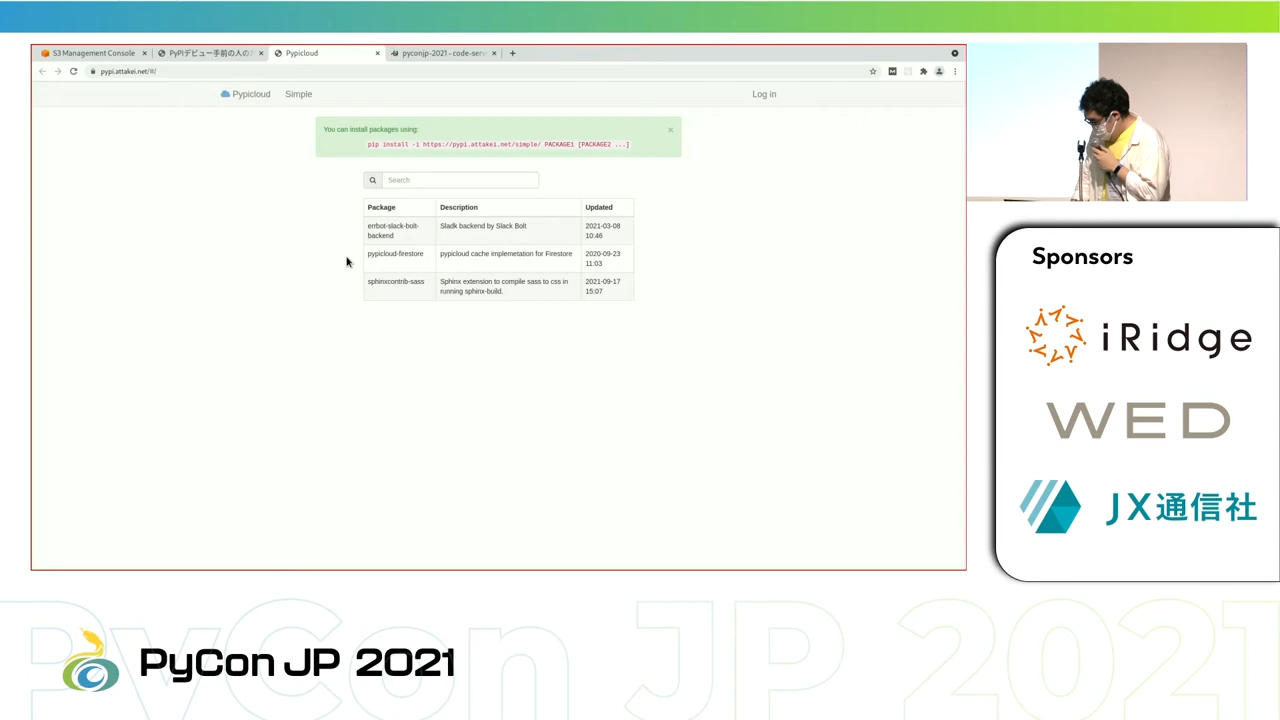 S3 Management Console
PyPIデビュー手前の人の
Pypicloud
pyconjp-2021 - code-serv
pypi.attakei.net/#/
Pypicloud
Simple
Log in
You can install packages using:
pip install -i https://pypi.attakei.net/simple/ PACKAGE1 [PACKAGE2 ...]
Search
Package
Description
Updated
errbot-slack-bolt-
backend
Sladk backend by Slack Bolt
2021-03-08
10:46
pypicloud-firestore
pypicloud cache implemetation for Firestore
2020-09-23
11:03
sphinxcontrib-sass
Sphinx extension to compile sass to css in
running sphinx-build.
2021-09-17
15:07
Sponsors
iRidge
WED
JX通信社
PyCon JP 2021
PyCon JP 2021